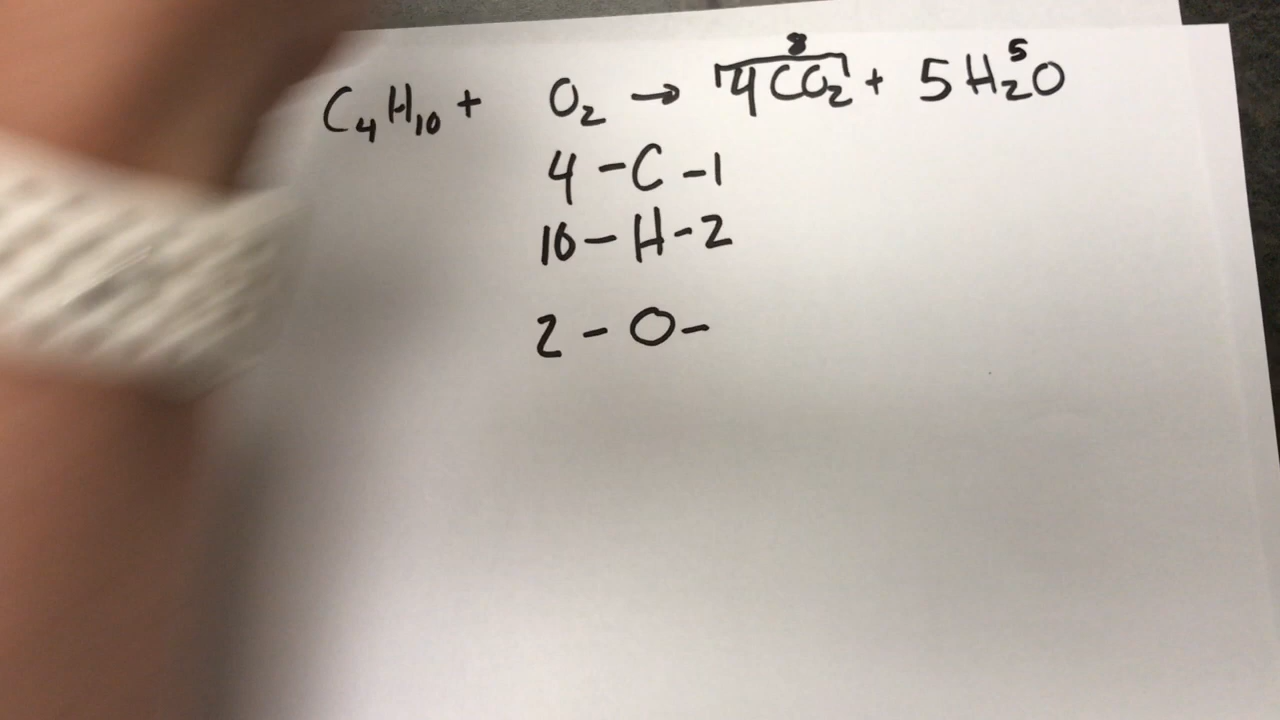 8 5
C₄H₁₀ + O₂ → 4CO₂ + 5H₂O
4 - C - 1
10 - H - 2
2 - O -